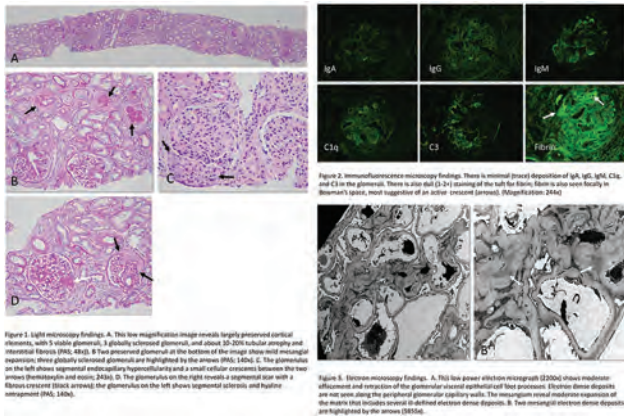 A
B
C
D
Figure 1. Light microscopy findings. A. This low magnification image reveals largely preserved cortical
elements, with 5 viable glomeruli, 3 globally sclerosed glomeruli, and about 10-20% tubular atrophy and
interstitial fibrosis (PAS; 48x). B Two preserved glomeruli at the bottom of the image show mild mesangial
expansion; three globally sclerosed glomeruli are highlighted by the arrows (PAS; 140x). C. The glomerulus
on the left shows segmental endocapillary hypercellularity and a small cellular crescents between the two
arrows (hematoxylin and eosin; 243x). D. The glomerulus on the right reveals a segmental scar with a
fibrous crescent (black arrows); the glomerulus on the left shows segmental sclerosis and hyaline
entrapment (PAS; 140x).
IgA
IgG
IgM
C1q
C3
Fibrin
Figure 2. Immunofluorescence microscopy findings. There is minimal (trace) deposition of IgA, IgG, IgM, C1q,
and C3 in the glomeruli. There is also dull (1-2+) staining of the tuft for fibrin; fibrin is also seen focally in
Bowman's space, most suggestive of an active crescent (arrows). (Magnification: 244x)
A
B
Figure 3. Electron microscopy findings. A. This low power electron micrograph (2200x) shows moderate
effacement and retraction of the glomerular visceral epithelial cell foot processes. Electron dense deposits
are not seen along the peripheral glomerular capillary walls. The mesangium reveal moderate expansion of
the matrix that includes several ill-defined electron dense deposits. B. Two mesangial electron dense deposits
are highlighted by the arrows (5855x).